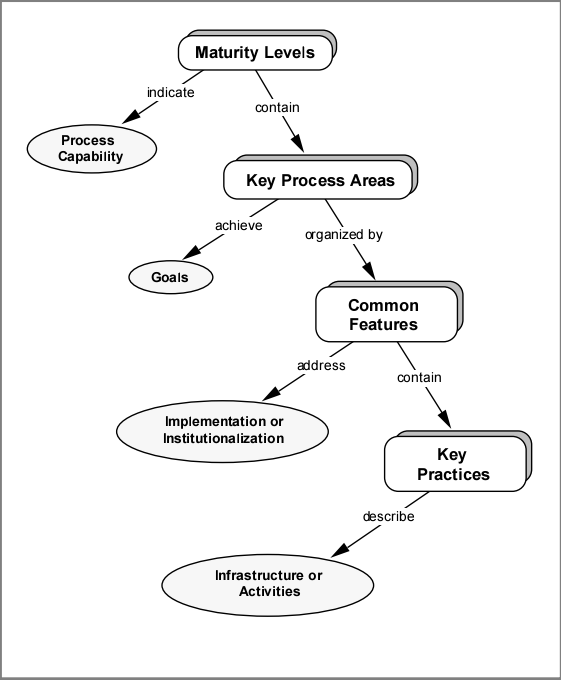 Maturity Levels
indicate
contain
Process
Capability
Key Process Areas
achieve
organized by
Goals
Common
Features
address
contain
Implementation or
Institutionalization
Key
Practices
describe
Infrastructure or
Activities